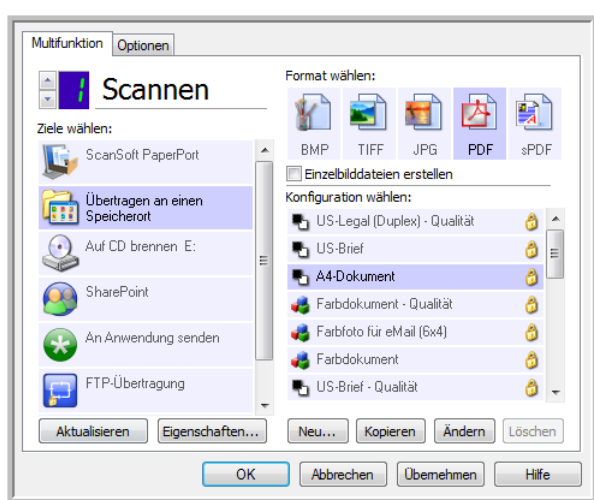 Multifunktion
Optionen
1 Scannen
Ziele wählen:
ScanSoft PaperPort
Übertragen an einen
Speicherort
Auf CD brennen E:
SharePoint
An Anwendung senden
FTP-Übertragung
Aktualisieren
Eigenschaften...
Format wählen:
BMP
TIFF
JPG
PDF
sPDF
Einzelbilddateien erstellen
Konfiguration wählen:
US-Legal (Duplex) - Qualität
US-Brief
A4-Dokument
Farbdokument - Qualität
Farbfoto für eMail (6x4)
Farbdokument
US-Brief - Qualität
Neu...
Kopieren
Ändern
Löschen
OK
Abbrechen
Übernehmen
Hilfe